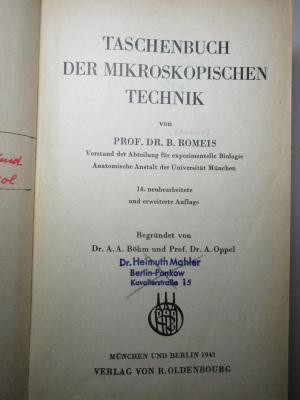 TASCHENBUCH
DER MIKROSKOPISCHEN
TECHNIK
von
PROF. DR. B. ROMEIS
Vorstand der Abteilung für experimentelle Biologie
Anatomische Anstalt der Universität München
14. neubearbeitete
und erweiterte Auflage
Begründet von
Dr. A. A. Böhm und Prof. Dr. A. Oppel
Dr. Helmuth Mahler
Berlin-Pankow
Kavalierstraße 15
MÜNCHEN UND BERLIN 1943
VERLAG VON R. OLDENBOURG